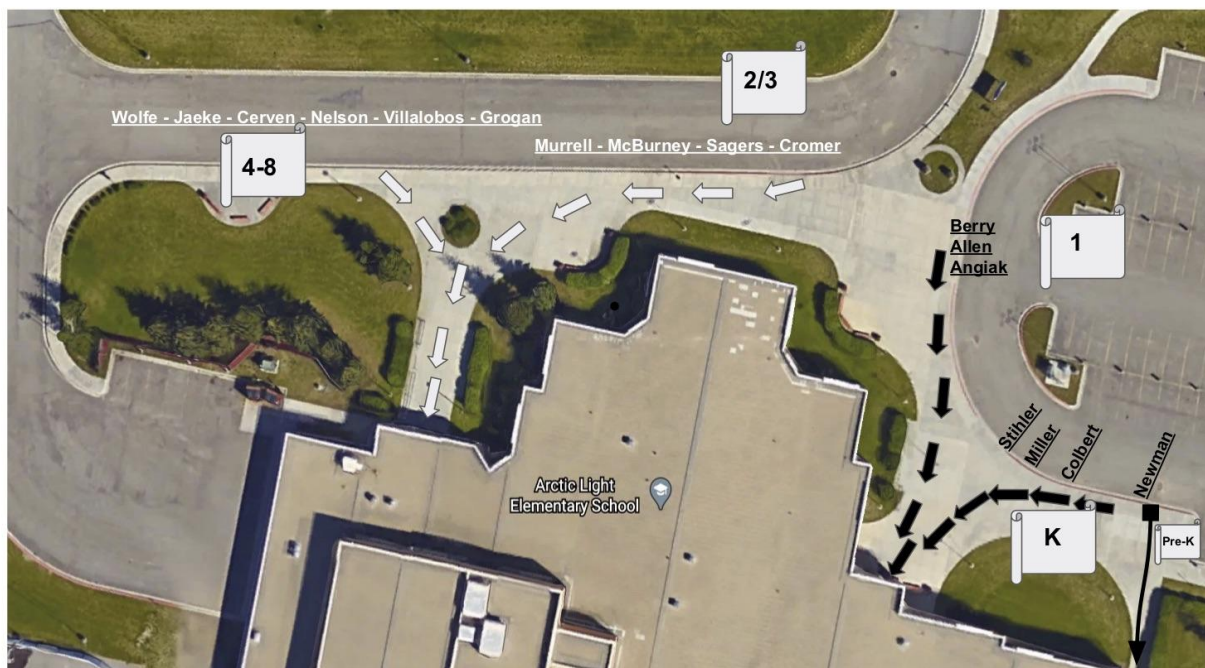 2/3
Wolfe - Jaeke - Cerven - Nelson - Villalobos - Grogan
Murrell - McBurney - Sagers - Cromer
4-8
Berry
Allen
Angiak
1
Stihler
Miller
Colbert
Newman
Arctic Light
Elementary School
K
Pre-K